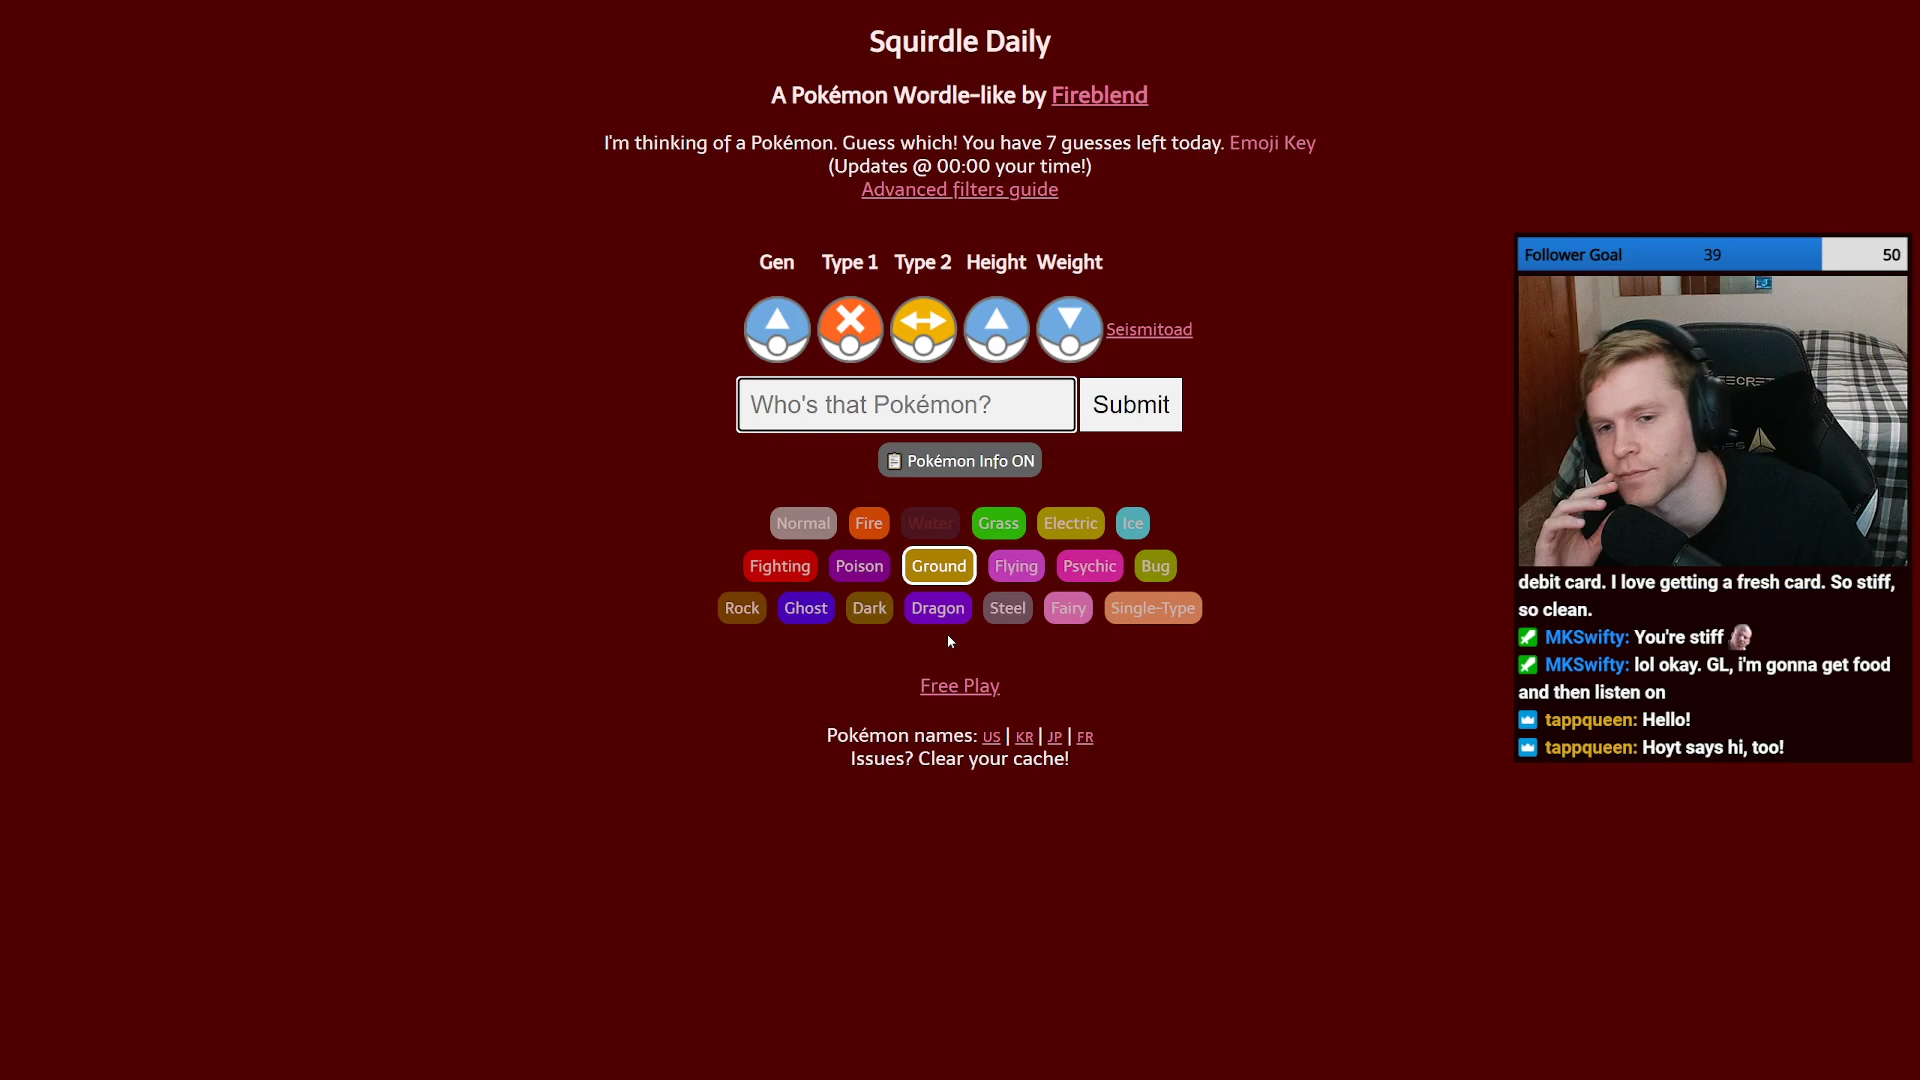 Squirdle Daily
A Pokémon Wordle-like by Fireblend
I'm thinking of a Pokémon. Guess which! You have 7 guesses left today. Emoji Key
(Updates @ 00:00 your time!)
Advanced filters guide
Gen Type 1 Type 2 Height Weight
Seismitoad
Who's that Pokémon? Submit
Pokémon Info ON
Normal Fire Water Grass Electric Ice
Fighting Poison Ground Flying Psychic Bug
Rock Ghost Dark Dragon Steel Fairy Single-Type
Free Play
Pokémon names: US | KR | JP | FR
Issues? Clear your cache!
Follower Goal 39 50
debit card. I love getting a fresh card. So stiff,
so clean.
MKSwifty: You're stiff
MKSwifty: lol okay. GL, i'm gonna get food
and then listen on
tappqueen: Hello!
tappqueen: Hoyt says hi, too!